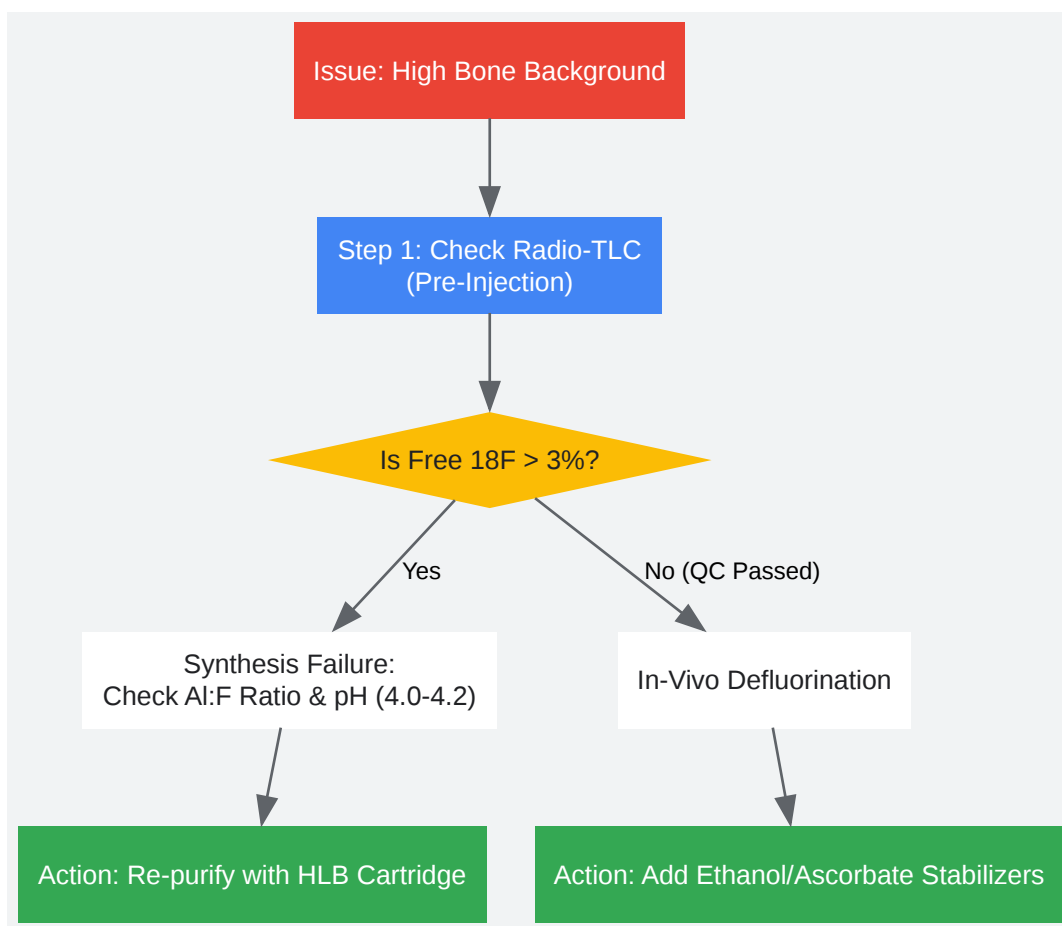 Issue: High Bone Background
Step 1: Check Radio-TLC
(Pre-Injection)
Is Free 18F > 3%?
Yes
No (QC Passed)
Synthesis Failure:
Check Al:F Ratio & pH (4.0-4.2)
In-Vivo Defluorination
Action: Re-purify with HLB Cartridge
Action: Add Ethanol/Ascorbate Stabilizers